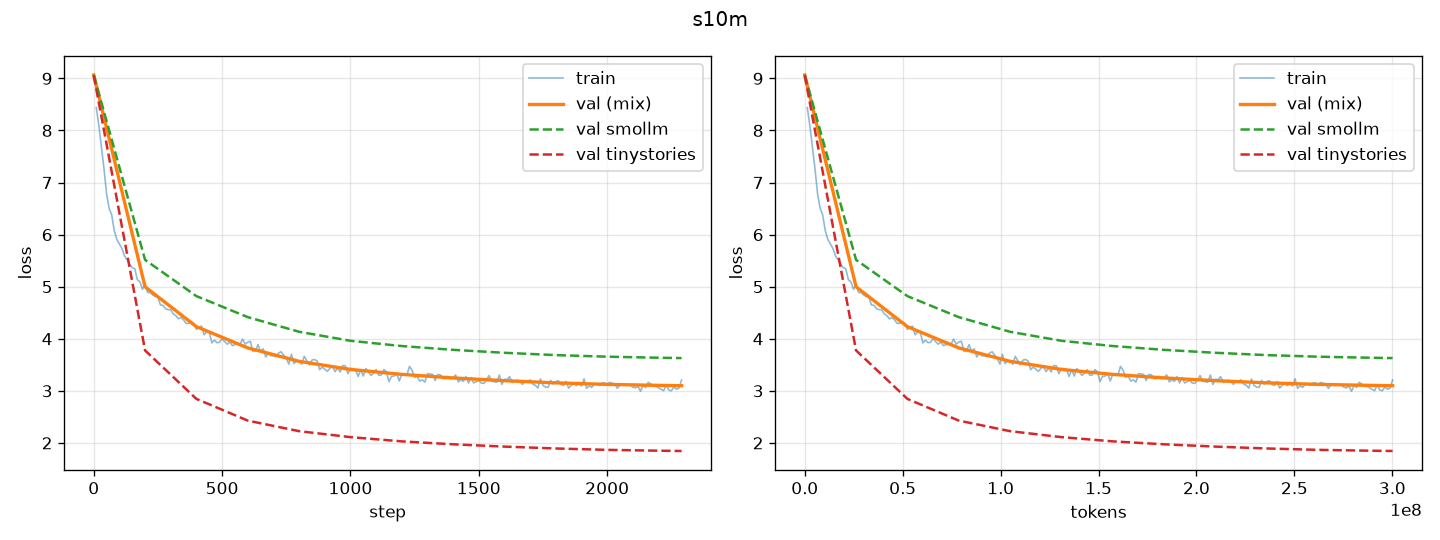 s10m
9
8
7
6
5
4
3
2
loss
train
val (mix)
val smollm
val tinystories
0
500
1000
1500
2000
step
9
8
7
6
5
4
3
2
loss
train
val (mix)
val smollm
val tinystories
0.0
0.5
1.0
1.5
2.0
2.5
3.0
1e8
tokens